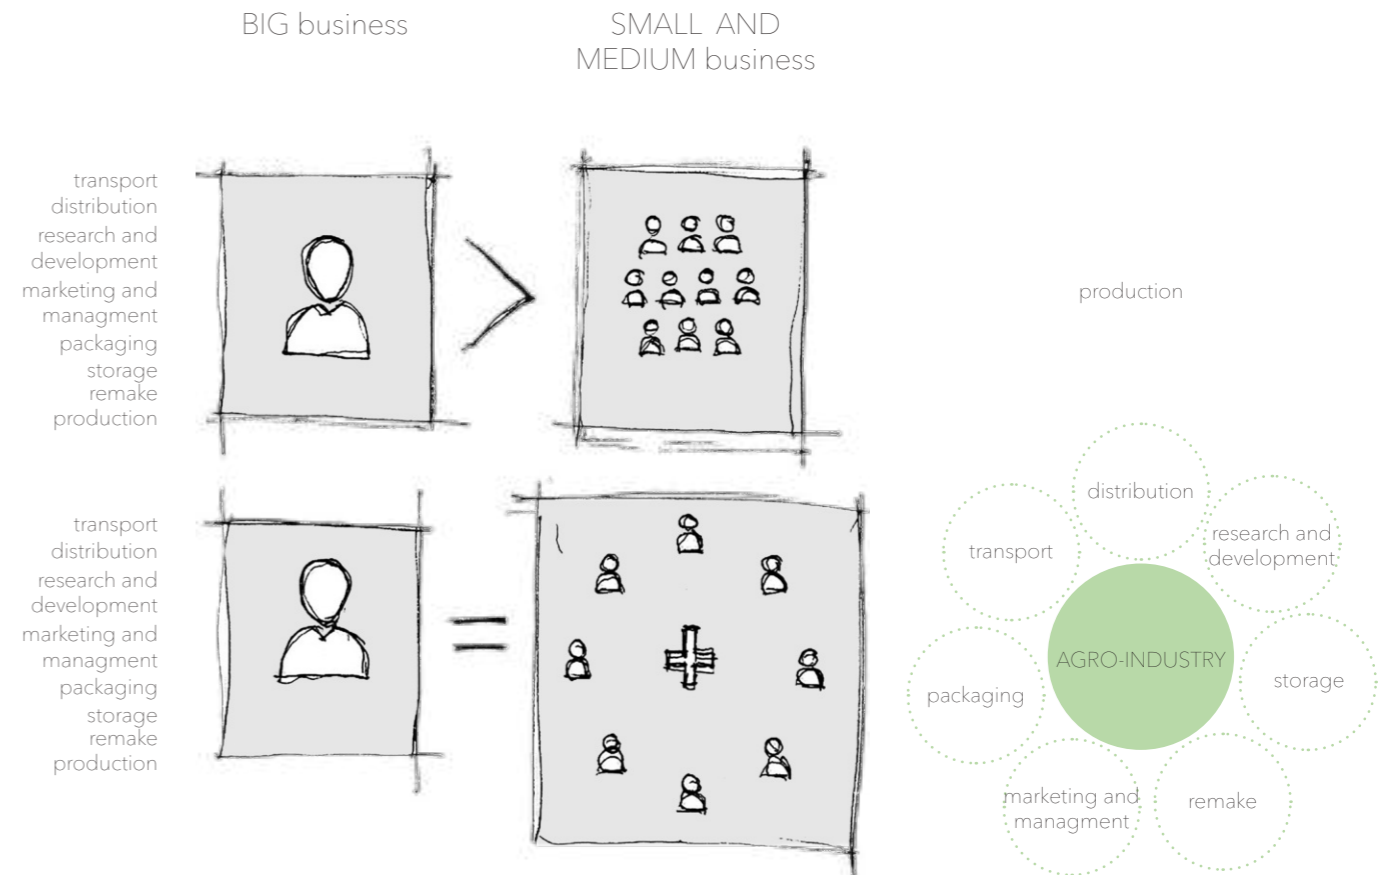 BIG business
SMALL AND
MEDIUM business
transport
distribution
research and
development
marketing and
managment
packaging
storage
remake
production
production
transport
distribution
research and
development
marketing and
managment
packaging
storage
remake
production
distribution
research and
development
transport
AGRO-INDUSTRY
storage
packaging
marketing and
managment
remake